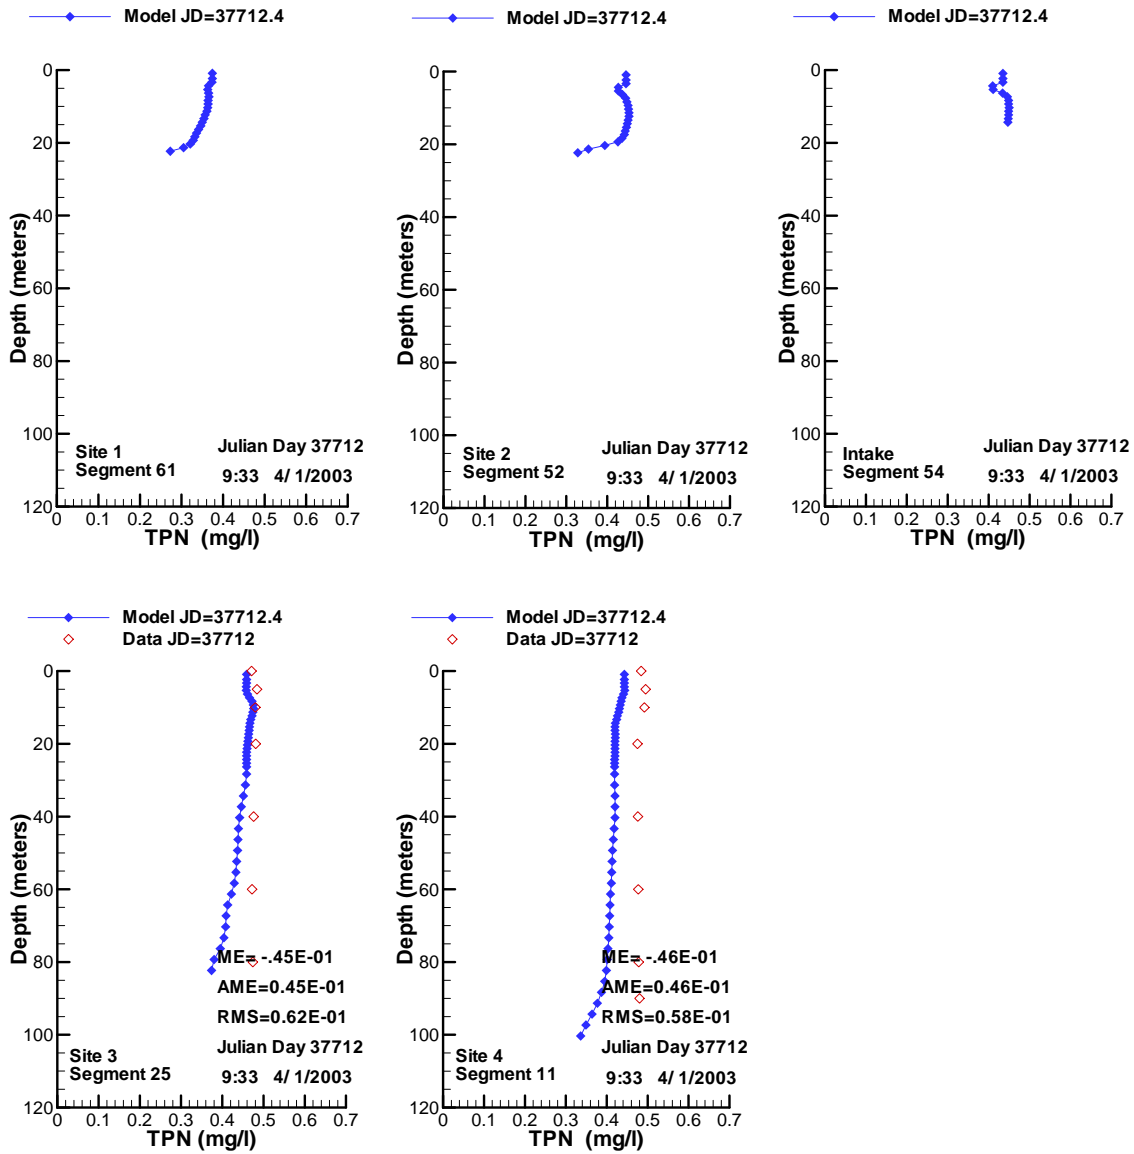 Model JD=37712.4
0
20
40
60
80
100
120
Depth (meters)
Site 1
Segment 61
Julian Day 37712
9:33 4/ 1/2003
0 0.1 0.2 0.3 0.4 0.5 0.6 0.7
TPN (mg/l)
Model JD=37712.4
0
20
40
60
80
100
120
Depth (meters)
Site 2
Segment 52
Julian Day 37712
9:33 4/ 1/2003
0 0.1 0.2 0.3 0.4 0.5 0.6 0.7
TPN (mg/l)
Model JD=37712.4
0
20
40
60
80
100
120
Depth (meters)
Intake
Segment 54
Julian Day 37712
9:33 4/ 1/2003
0 0.1 0.2 0.3 0.4 0.5 0.6 0.7
TPN (mg/l)
Model JD=37712.4
Data JD=37712
0
20
40
60
80
100
120
Depth (meters)
ME= -.45E-01
AME=0.45E-01
RMS=0.62E-01
Site 3
Segment 25
Julian Day 37712
9:33 4/ 1/2003
0 0.1 0.2 0.3 0.4 0.5 0.6 0.7
TPN (mg/l)
Model JD=37712.4
Data JD=37712
0
20
40
60
80
100
120
Depth (meters)
ME= -.46E-01
AME=0.46E-01
RMS=0.58E-01
Site 4
Segment 11
Julian Day 37712
9:33 4/ 1/2003
0 0.1 0.2 0.3 0.4 0.5 0.6 0.7
TPN (mg/l)